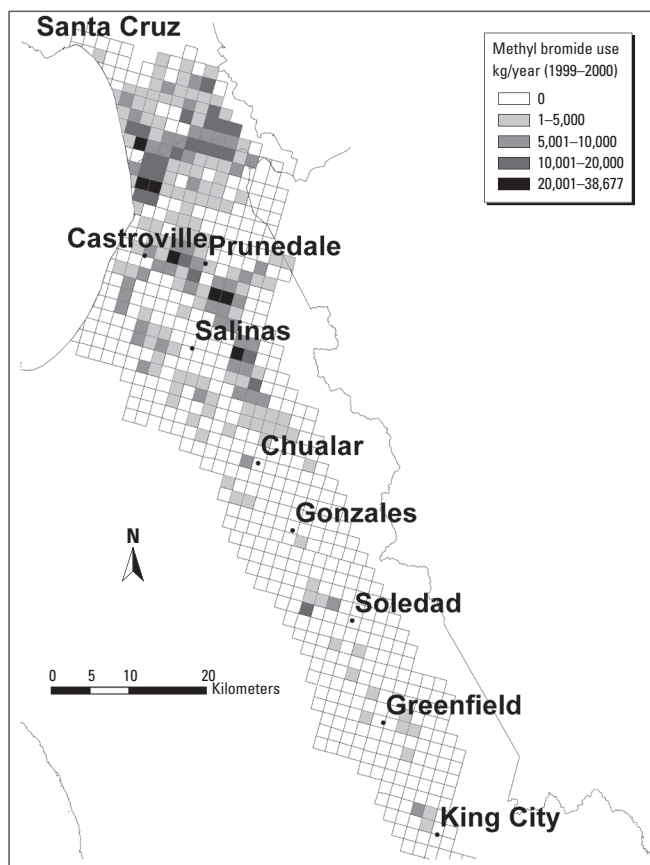 Santa Cruz
Methyl bromide use
kg/year (1999–2000)
0
1–5,000
5,001–10,000
10,001–20,000
20,001–38,677
Castroville
Prunedale
Salinas
Chualar
Gonzales
N
Soledad
0 5 10 20
Kilometers
Greenfield
King City